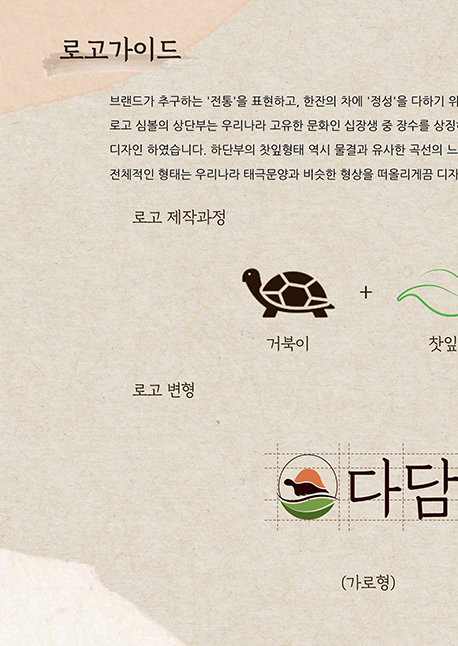 로고가이드
브랜드가 추구하는 '전통'을 표현하고, 한잔의 차에 '정성'을 다하기 위
로고 심볼의 상단부는 우리나라 고유한 문화인 십장생 중 장수를 상징하
디자인 하였습니다. 하단부의 찻잎형태 역시 물결과 유사한 곡선의 느
전체적인 형태는 우리나라 태극문양과 비슷한 형상을 떠올리게끔 디자
로고 제작과정
+
거북이 찻잎
로고 변형
다담
(가로형)